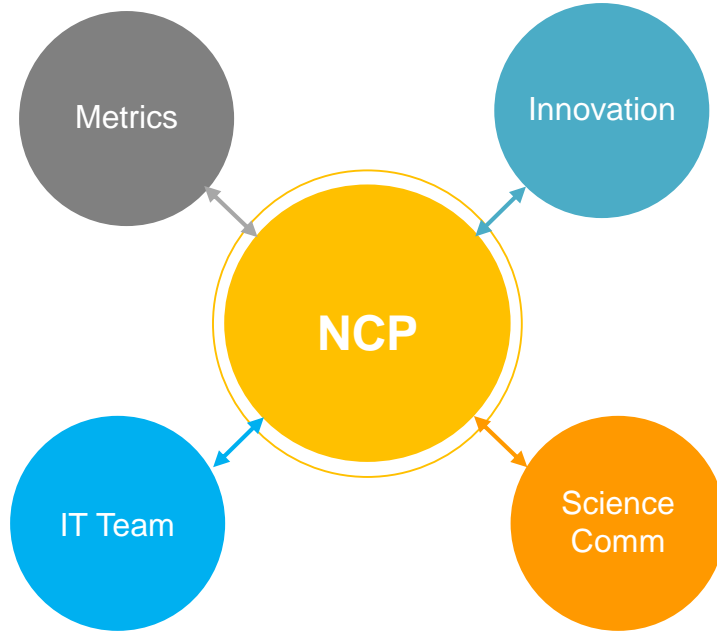 Metrics
Innovation
NCP
IT Team
Science
Comm